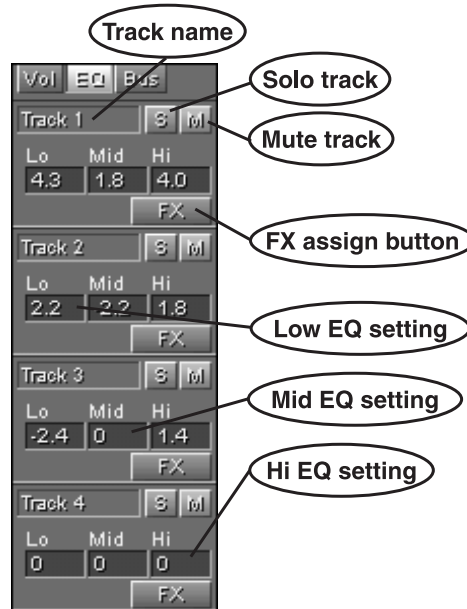 Track name
Vol EQ Bus
Solo track
Track 1 S M
Mute track
Lo Mid Hi
4.3 1.8 4.0
FX
FX assign button
Track 2 S M
Lo Mid Hi
2.2 -2.2 1.8
Low EQ setting
FX
Track 3 S M
Mid EQ setting
Lo Mid Hi
-2.4 0 1.4
FX
Hi EQ setting
Track 4 S M
Lo Mid Hi
0 0 0
FX